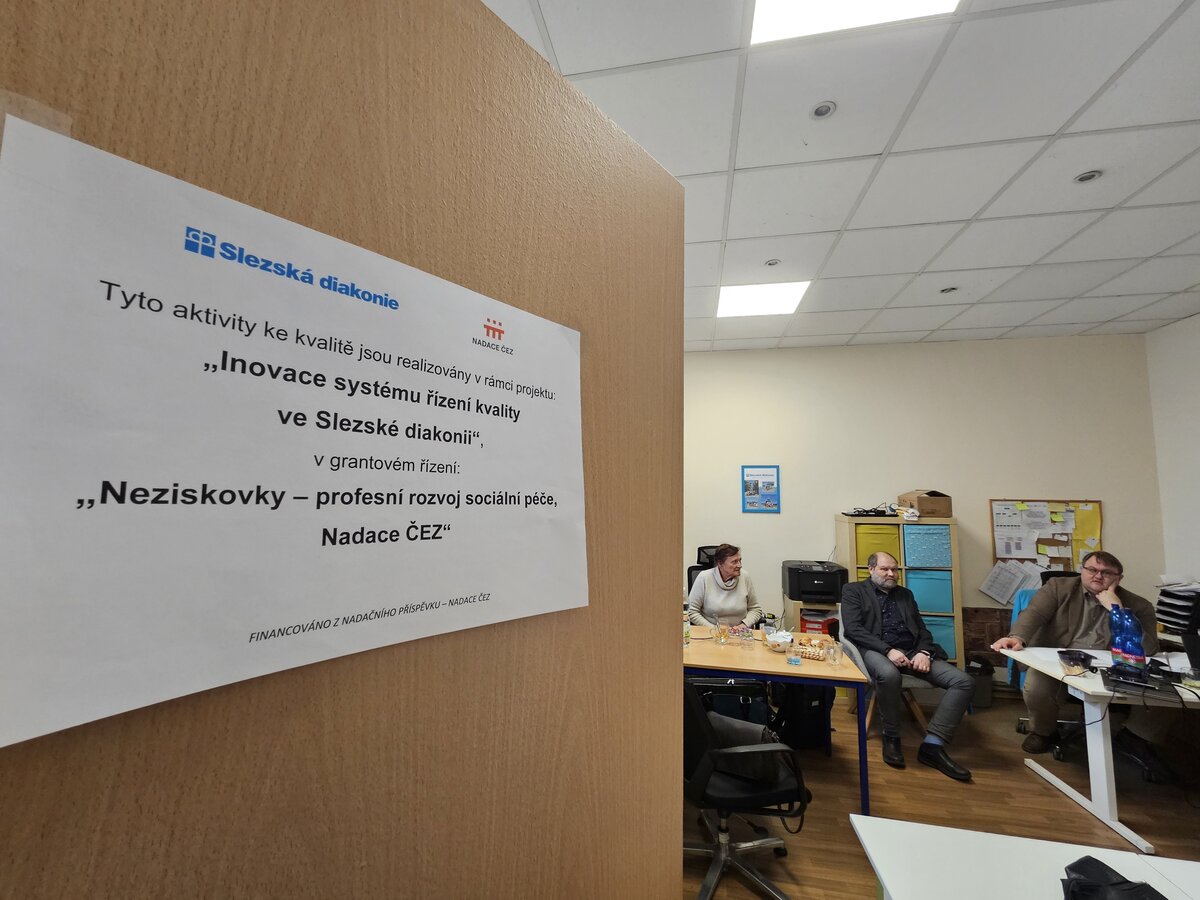 Slezská diakonie
NADACE ČEZ
Tyto aktivity ke kvalitě jsou realizovány v rámci projektu:
„Inovace systému řízení kvality
ve Slezské diakonii“,
v grantovém řízení:
„Neziskovky – profesní rozvoj sociální péče,
Nadace ČEZ“
FINANCOVÁNO Z NADAČNÍHO PŘÍSPĚVKU – NADACE ČEZ